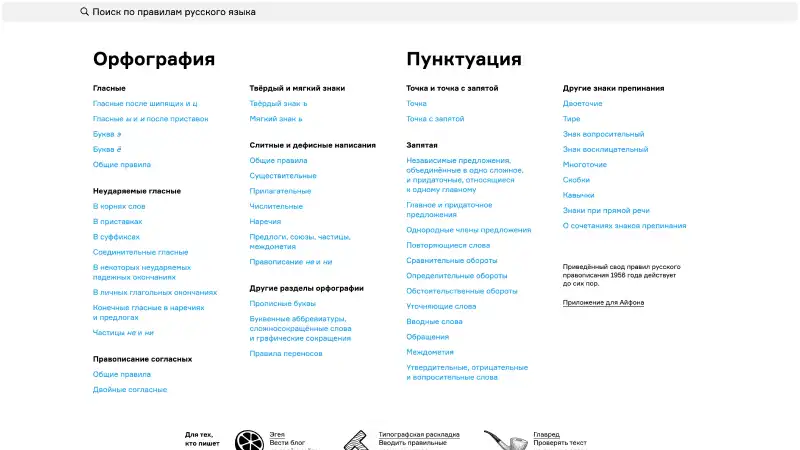 Поиск по правилам русского языка
Орфография
Гласные
Гласные после шипящих и ц
Гласные ы и и после приставок
Буква э
Буква ё
Общие правила
Неударяемые гласные
В корнях слов
В приставках
В суффиксах
Соединительные гласные
В некоторых неударяемых
падежных окончаниях
В личных глагольных окончаниях
Конечные гласные в наречиях
и предлогах
Частицы не и ни
Правописание согласных
Общие правила
Двойные согласные
Твёрдый и мягкий знаки
Твёрдый знак ъ
Мягкий знак ь
Слитные и дефисные написания
Общие правила
Существительные
Прилагательные
Числительные
Наречия
Предлоги, союзы, частицы,
междометия
Правописание не и ни
Другие разделы орфографии
Прописные буквы
Буквенные аббревиатуры,
сложносокращённые слова
и графические сокращения
Правила переносов
Пунктуация
Точка и точка с запятой
Точка
Точка с запятой
Запятая
Независимые предложения,
объединённые в одно сложное,
и придаточные, относящиеся
к одному главному
Главное и придаточное
предложения
Однородные члены предложения
Повторяющиеся слова
Сравнительные обороты
Определительные обороты
Обстоятельственные обороты
Уточняющие слова
Вводные слова
Обращения
Междометия
Утвердительные, отрицательные
и вопросительные слова
Другие знаки препинания
Двоеточие
Тире
Знак вопросительный
Знак восклицательный
Многоточие
Скобки
Кавычки
Знаки при прямой речи
О сочетаниях знаков препинания
Приведённый свод правил русского
правописания 1956 года действует
до сих пор.
Приложение для Айфона
Для тех,
кто пишет
Эгея
Вести блог
Типографская раскладка
Вводить правильные
Главред
Проверять текст